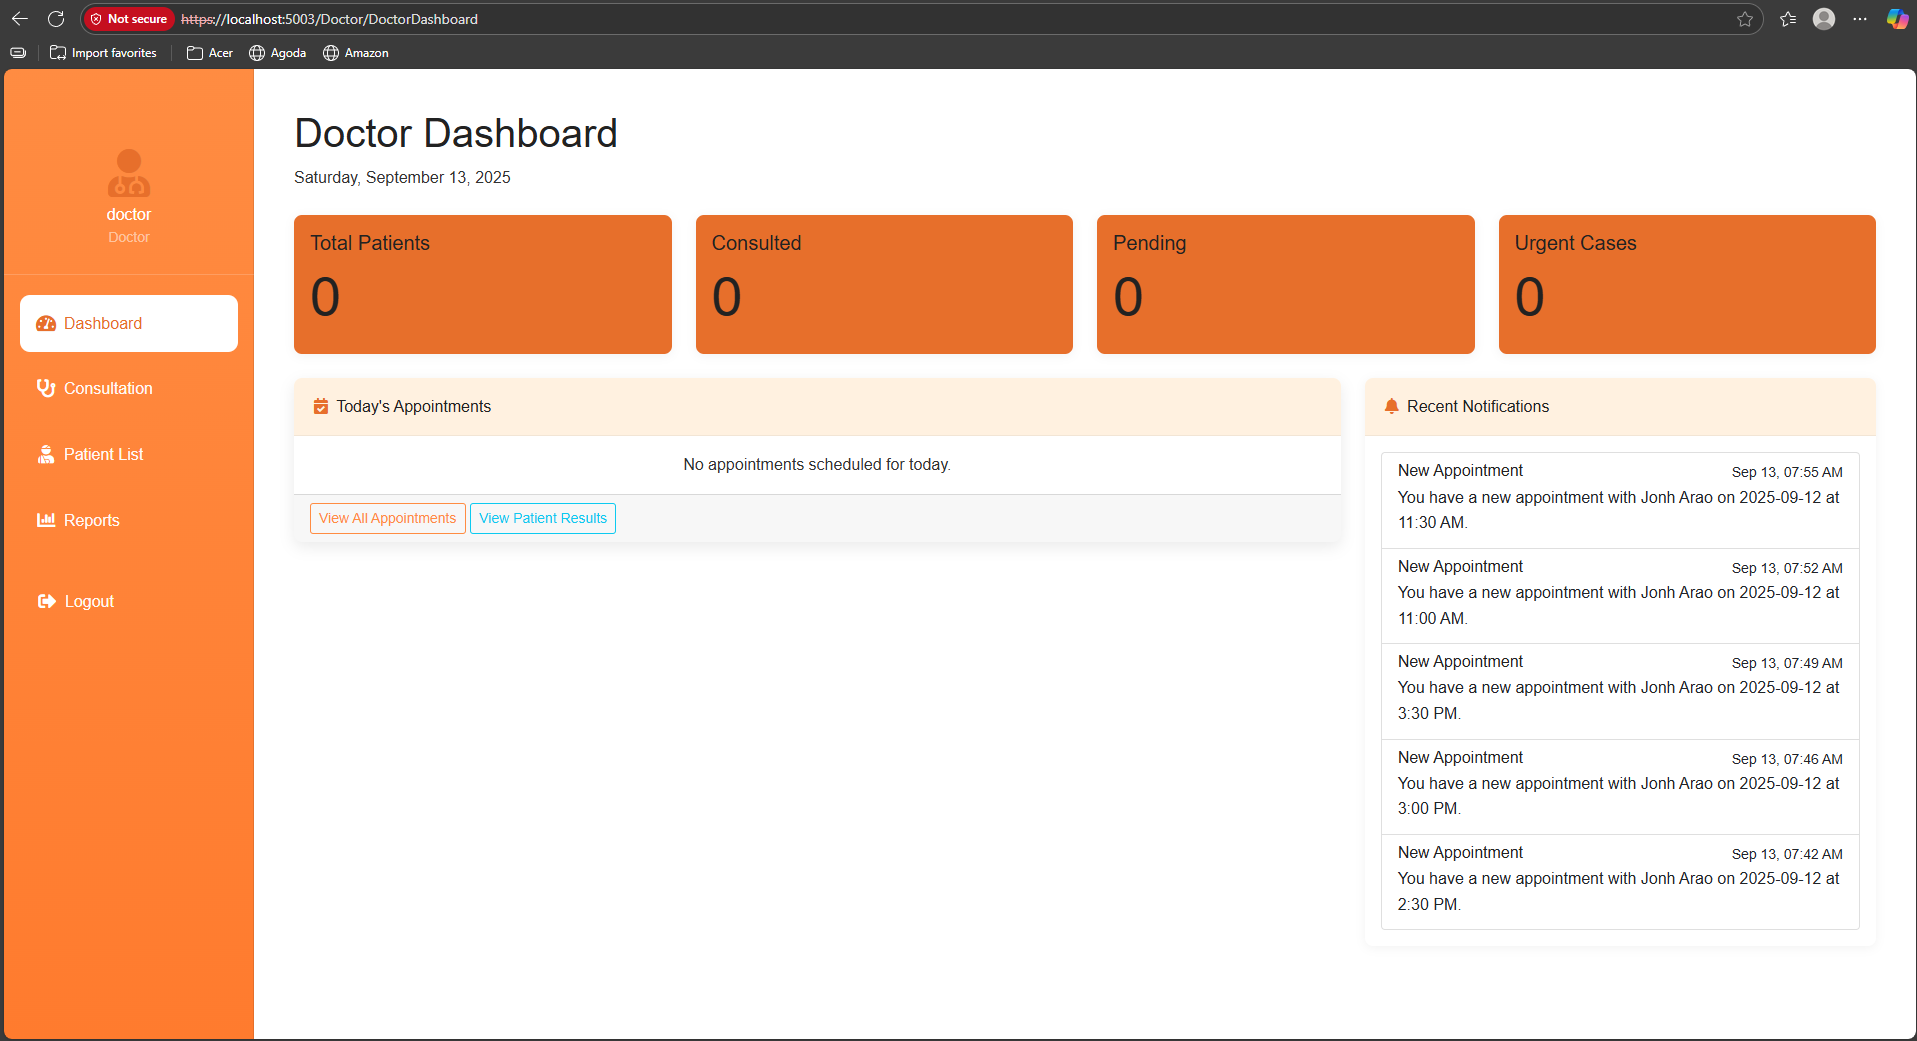 Not secure https://localhost:5003/Doctor/DoctorDashboard
Import favorites Acer Agoda Amazon
doctor
Doctor
Dashboard
Consultation
Patient List
Reports
Logout
Doctor Dashboard
Saturday, September 13, 2025
Total Patients
0
Consulted
0
Pending
0
Urgent Cases
0
Today's Appointments
No appointments scheduled for today.
View All Appointments View Patient Results
Recent Notifications
New Appointment Sep 13, 07:55 AM
You have a new appointment with Jonh Arao on 2025-09-12 at
11:30 AM.
New Appointment Sep 13, 07:52 AM
You have a new appointment with Jonh Arao on 2025-09-12 at
11:00 AM.
New Appointment Sep 13, 07:49 AM
You have a new appointment with Jonh Arao on 2025-09-12 at
3:30 PM.
New Appointment Sep 13, 07:46 AM
You have a new appointment with Jonh Arao on 2025-09-12 at
3:00 PM.
New Appointment Sep 13, 07:42 AM
You have a new appointment with Jonh Arao on 2025-09-12 at
2:30 PM.